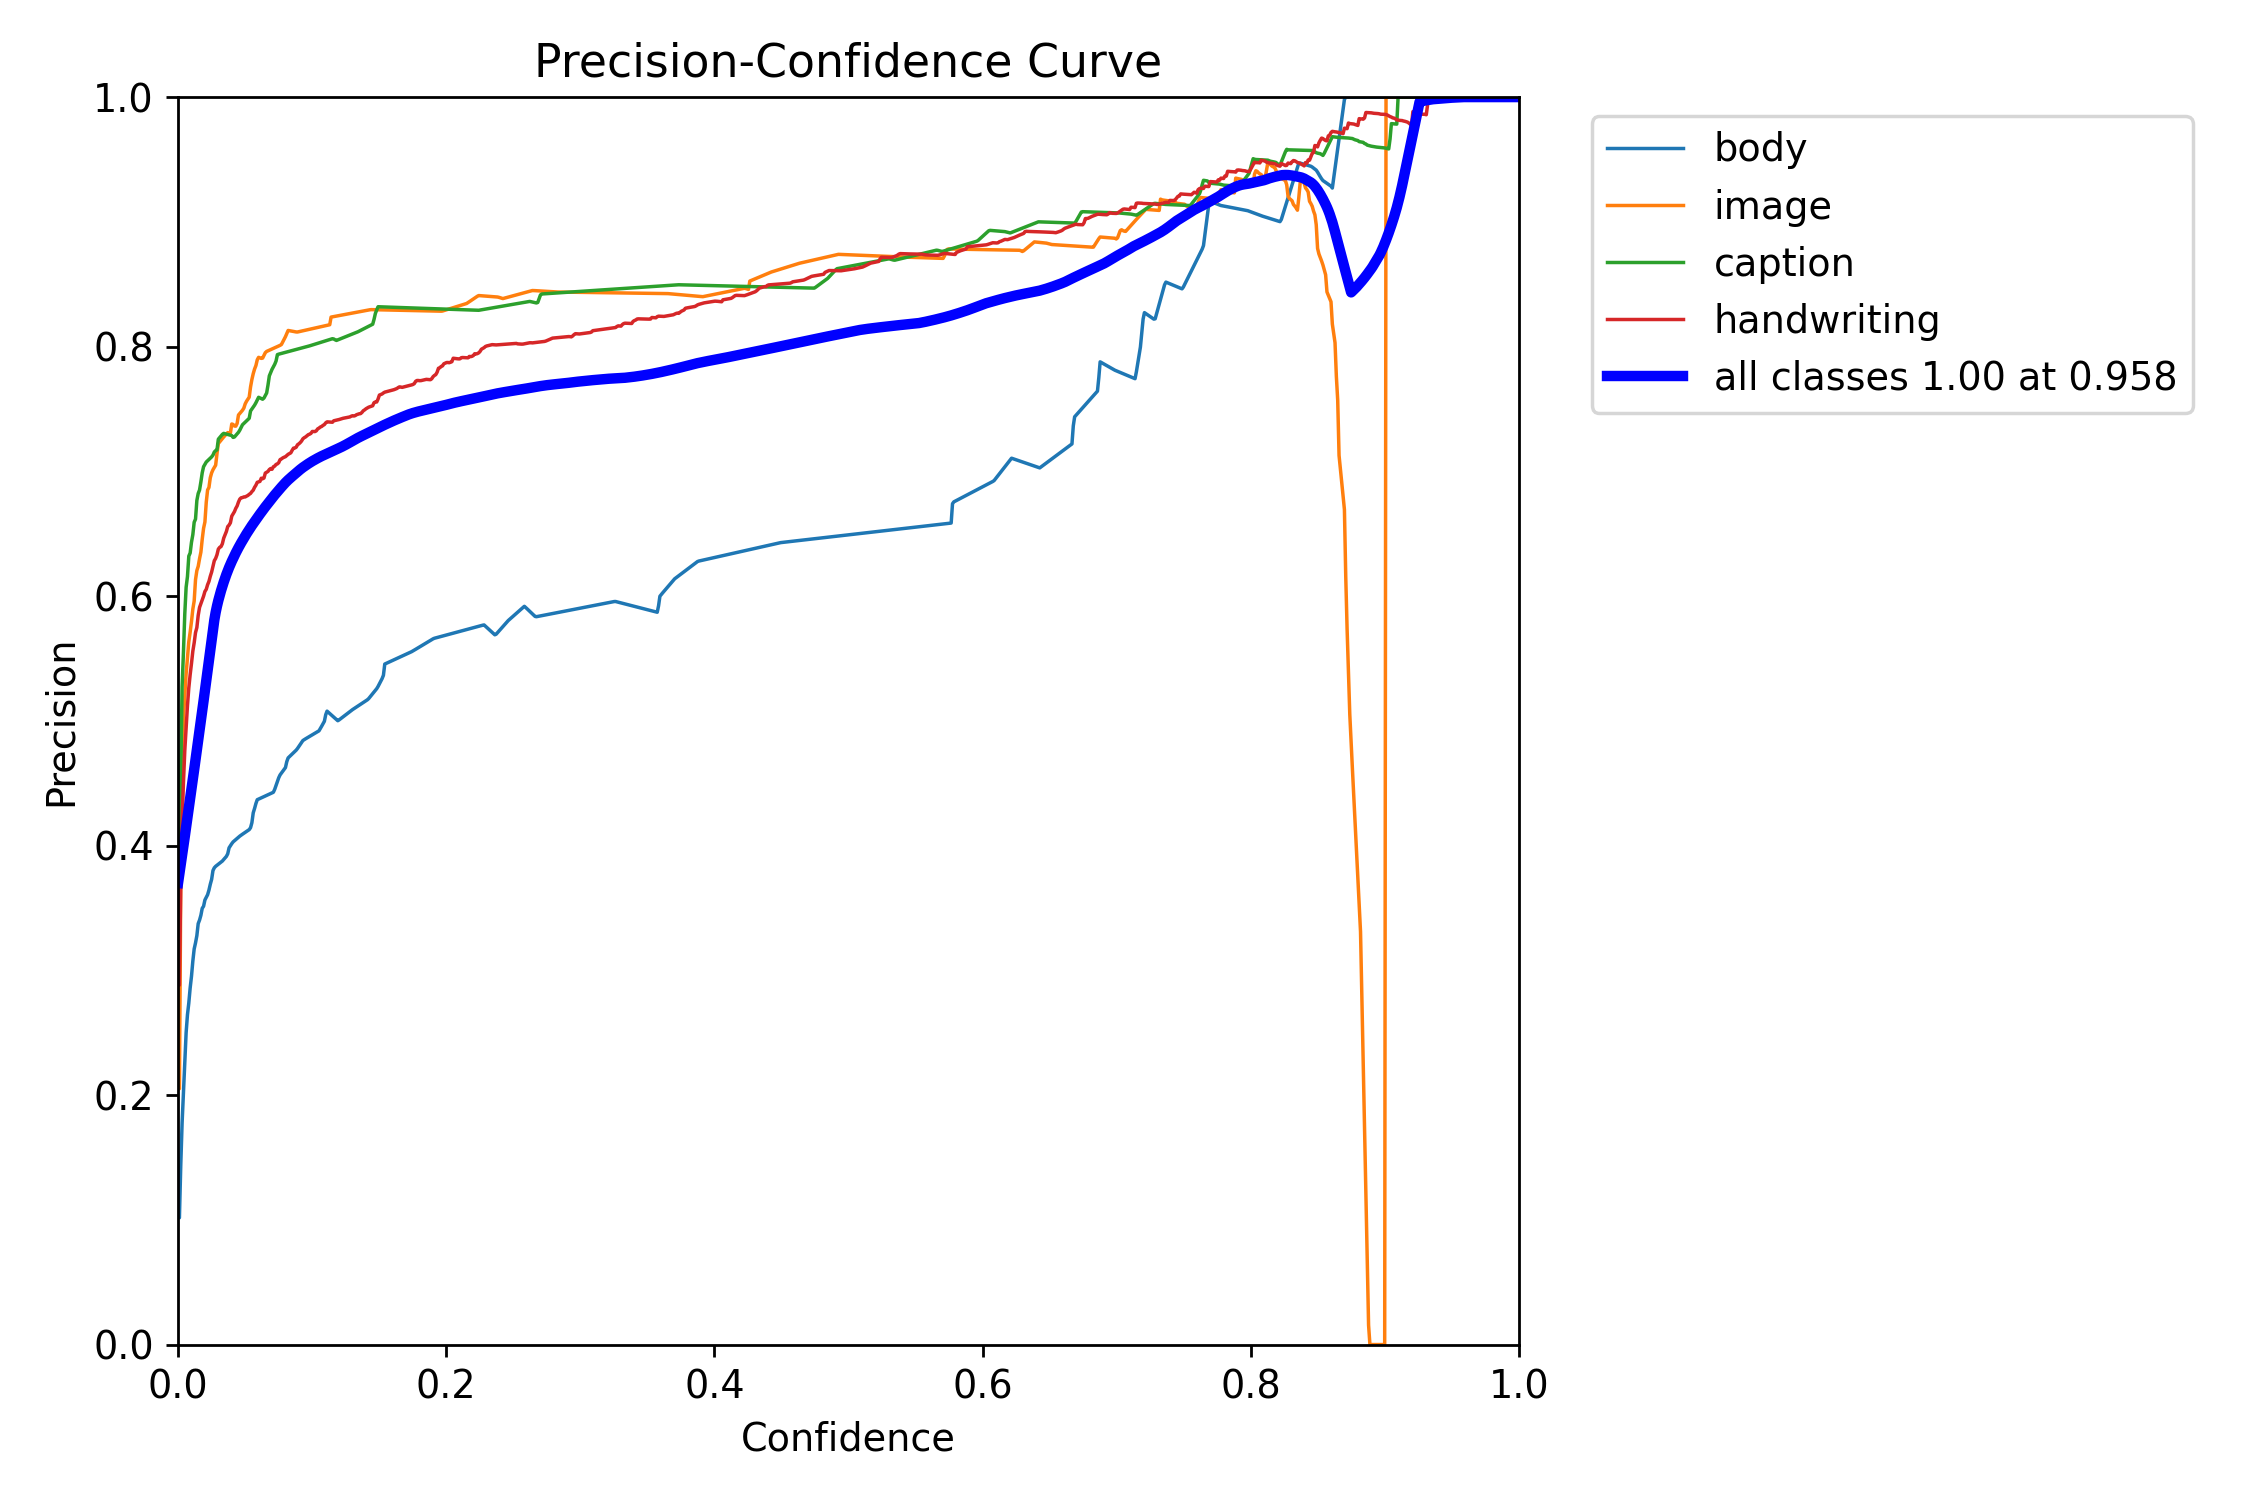 Precision-Confidence Curve
1.0
0.8
0.6
0.4
0.2
0.0
Precision
0.0 0.2 0.4 0.6 0.8 1.0
Confidence
body
image
caption
handwriting
all classes 1.00 at 0.958